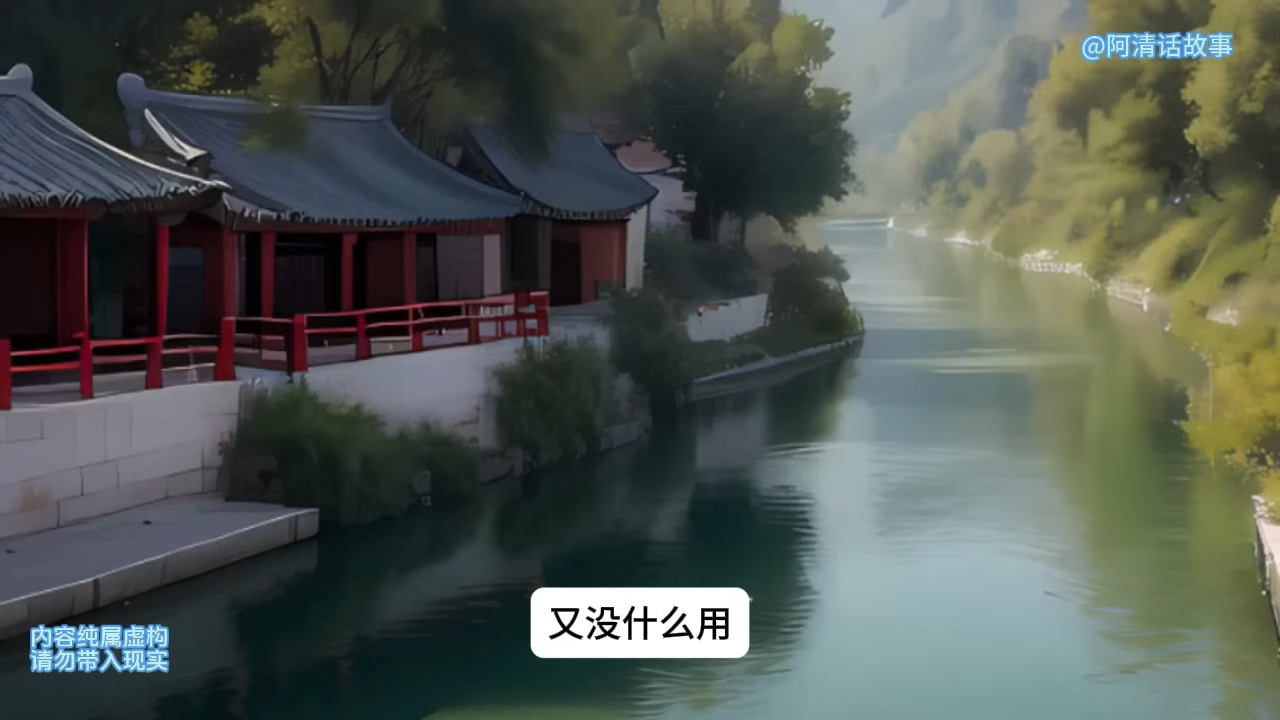 @阿清话故事
又没什么用
内容纯属虚构
请勿带入现实